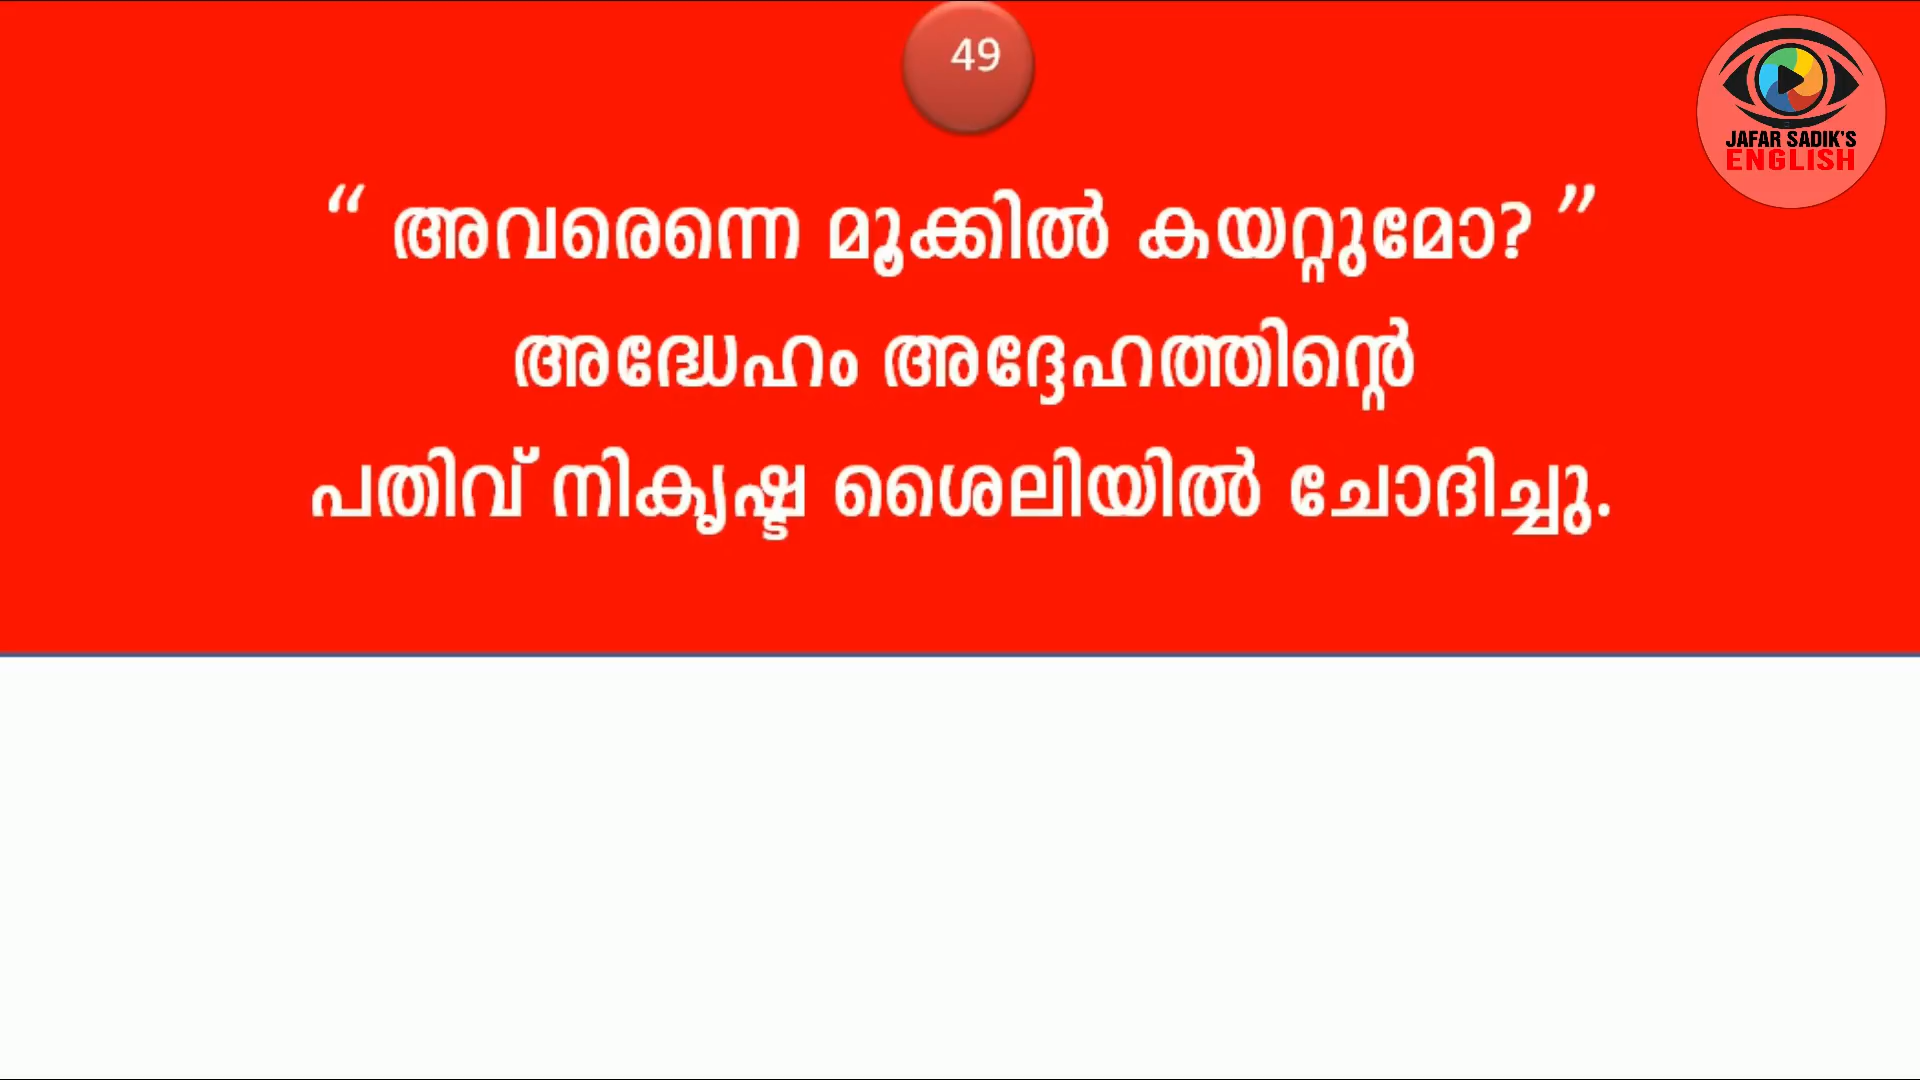 49
JAFAR SADIK'S
ENGLISH
“ അവരെന്നെ മൂക്കിൽ കയറ്റുമോ? ”
അദ്ധേഹം അദ്ദേഹത്തിന്റെ
പതിവ് നികൃഷ്ട ശൈലിയിൽ ചോദിച്ചു.